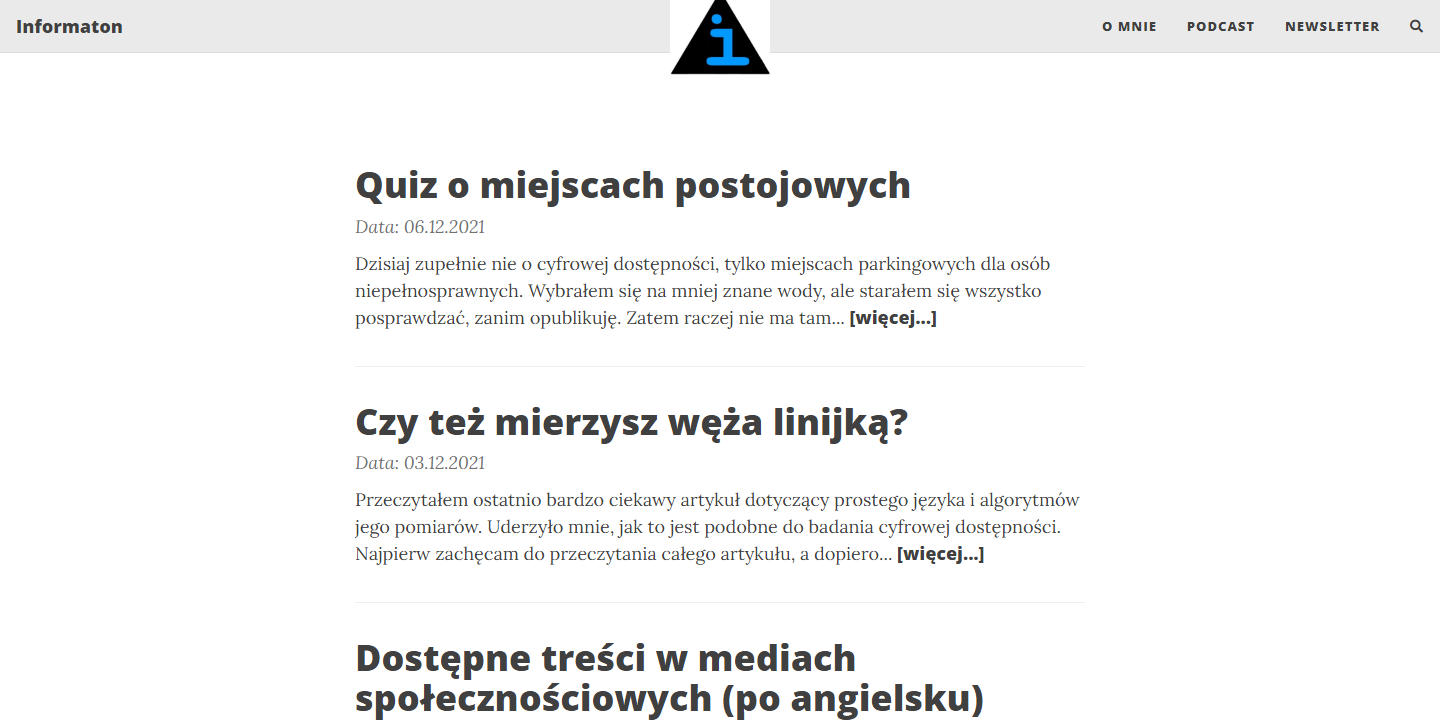 Informaton
i
O MNIE
PODCAST
NEWSLETTER
Quiz o miejscach postojowych
Data: 06.12.2021
Dzisiaj zupełnie nie o cyfrowej dostępności, tylko miejscach parkingowych dla osób
niepełnosprawnych. Wybrałem się na mniej znane wody, ale starałem się wszystko
posprawdzać, zanim opublikuję. Zatem raczej nie ma tam... [więcej...]
Czy też mierzysz węża linijką?
Data: 03.12.2021
Przeczytałem ostatnio bardzo ciekawy artykuł dotyczący prostego języka i algorytmów
jego pomiarów. Uderzyło mnie, jak to jest podobne do badania cyfrowej dostępności.
Najpierw zachęcam do przeczytania całego artykułu, a dopiero... [więcej...]
Dostępne treści w mediach
społecznościowych (po angielsku)